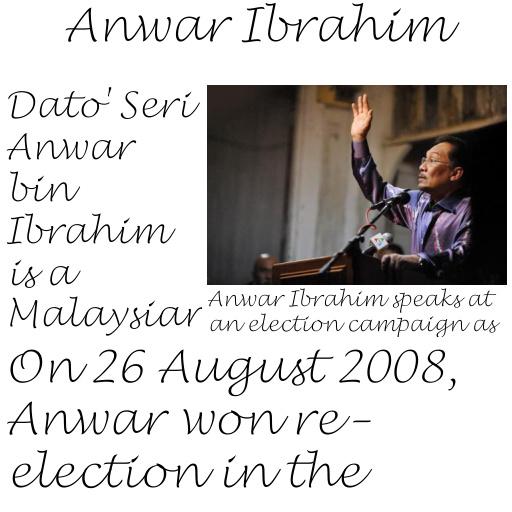 Anwar Ibrahim
Dato' Seri
Anwar
bin
Ibrahim
is a
Malaysiar
Anwar Ibrahim speaks at
an election campaign as
On 26 August 2008,
Anwar won re-
election in the